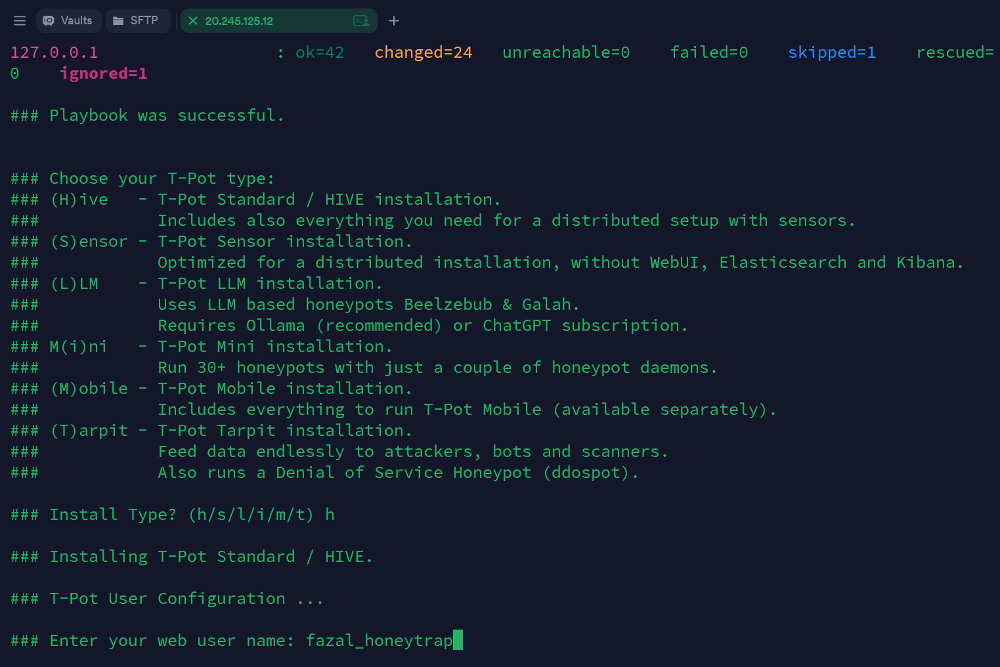 Vaults SFTP 20.245.125.12
127.0.0.1 : ok=42 changed=24 unreachable=0 failed=0 skipped=1 rescued=
0 ignored=1
### Playbook was successful.
### Choose your T-Pot type:
### (H)ive - T-Pot Standard / HIVE installation.
### Includes also everything you need for a distributed setup with sensors.
### (S)ensor - T-Pot Sensor installation.
### Optimized for a distributed installation, without WebUI, Elasticsearch and Kibana.
### (L)LM - T-Pot LLM installation.
### Uses LLM based honeypots Beelzebub & Galah.
### Requires Ollama (recommended) or ChatGPT subscription.
### M(i)ni - T-Pot Mini installation.
### Run 30+ honeypots with just a couple of honeypot daemons.
### (M)obile - T-Pot Mobile installation.
### Includes everything to run T-Pot Mobile (available separately).
### (T)arpit - T-Pot Tarpit installation.
### Feed data endlessly to attackers, bots and scanners.
### Also runs a Denial of Service Honeypot (ddospot).
### Install Type? (h/s/l/i/m/t) h
### Installing T-Pot Standard / HIVE.
### T-Pot User Configuration ...
### Enter your web user name: fazal_honeytrap